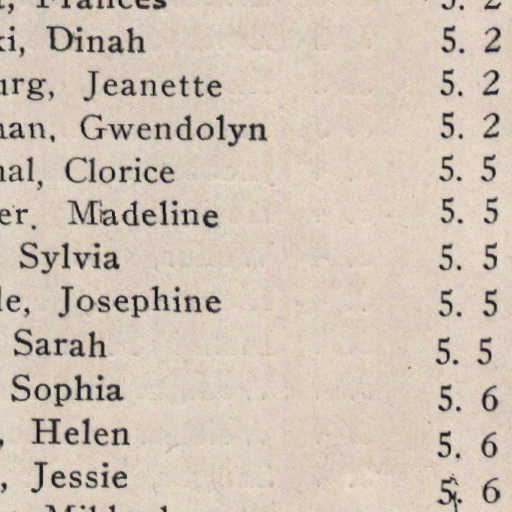 Frances 5. 2
ki, Dinah 5. 2
urg, Jeanette 5. 2
nan, Gwendolyn 5. 2
nal, Clorice 5. 5
er. Madeline 5. 5
Sylvia 5. 5
le, Josephine 5. 5
Sarah 5. 5
Sophia 5. 6
, Helen 5. 6
, Jessie 5. 6